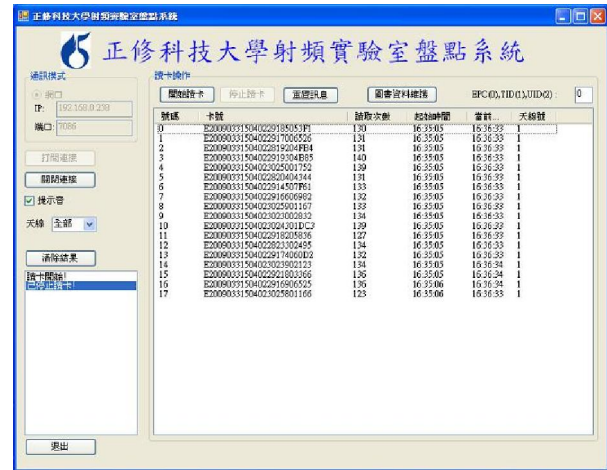 正修科技大學射頻實驗室盤點系統
正修科技大學射頻實驗室盤點系統
通訊模式
網口
IP: 192.168.0.238
端口: 7086
打開連接
關閉連接
提示音
天線 全部
清除結果
讀卡開始!
已停止讀卡!
退出
讀卡操作
開始讀卡 停止讀卡 重置訊息 圖書資料維護 EPC(0),TID(1),UID(2): 0
號碼 卡號 讀取次數 起始時間 當前... 天線號
0 E2009033150402291850 53F1 130 16:35:05 16:36:33 1
1 E2009033150402291700 6526 131 16:35:05 16:36:33 1
2 E20090331504022819204FB4 131 16:35:05 16:36:33 1
3 E20090331504022919304B85 140 16:35:05 16:36:33 1
4 E20090331504023025001752 139 16:35:05 16:36:33 1
5 E20090331504022820404344 131 16:35:05 16:36:33 1
6 E20090331504022914507F61 133 16:35:05 16:36:33 1
7 E20090331504022916606982 132 16:35:05 16:36:33 1
8 E20090331504023025901167 133 16:35:05 16:36:33 1
9 E20090331504023023002832 134 16:35:05 16:36:33 1
10 E20090331504023024301DC3 139 16:35:05 16:36:33 1
11 E20090331504022918205836 127 16:35:05 16:36:33 1
12 E20090331504022823302495 134 16:35:05 16:36:33 1
13 E200903315040229174060D2 132 16:35:05 16:36:33 1
14 E20090331504023023902123 134 16:35:05 16:36:34 1
15 E20090331504022921803366 136 16:35:05 16:36:34 1
16 E20090331504022916906525 136 16:35:06 16:36:34 1
17 E20090331504023025801166 123 16:35:06 16:36:33 1